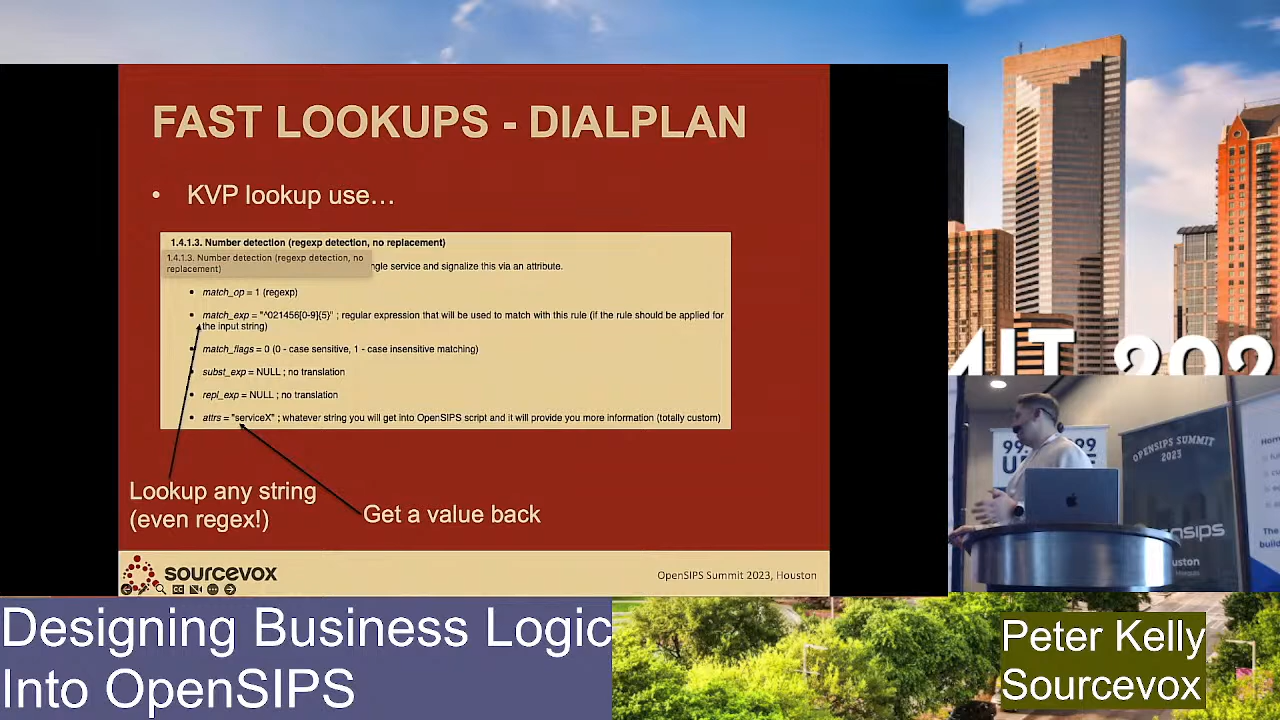 FAST LOOKUPS - DIALPLAN
• KVP lookup use…
1.4.1.3. Number detection (regexp detection, no replacement)
1.4.1.3. Number detection (regexp detection, no
replacement)
ngle service and signalize this via an attribute.
• match_op = 1 (regexp)
• match_exp = "^021456[0-9]{5}" ; regular expression that will be used to match with this rule (if the rule should be applied for
the input string)
• match_flags = 0 (0 - case sensitive, 1 - case insensitive matching)
• subst_exp = NULL ; no translation
• repl_exp = NULL ; no translation
• attrs = "serviceX" ; whatever string you will get into OpenSIPS script and it will provide you more information (totally custom)
Lookup any string
(even regex!)
Get a value back
sourcevox
OpenSIPS Summit 2023, Houston
MIT 202
OPENSIPS SUMMIT
2023
Designing Business Logic
Into OpenSIPS
Peter Kelly
Sourcevox